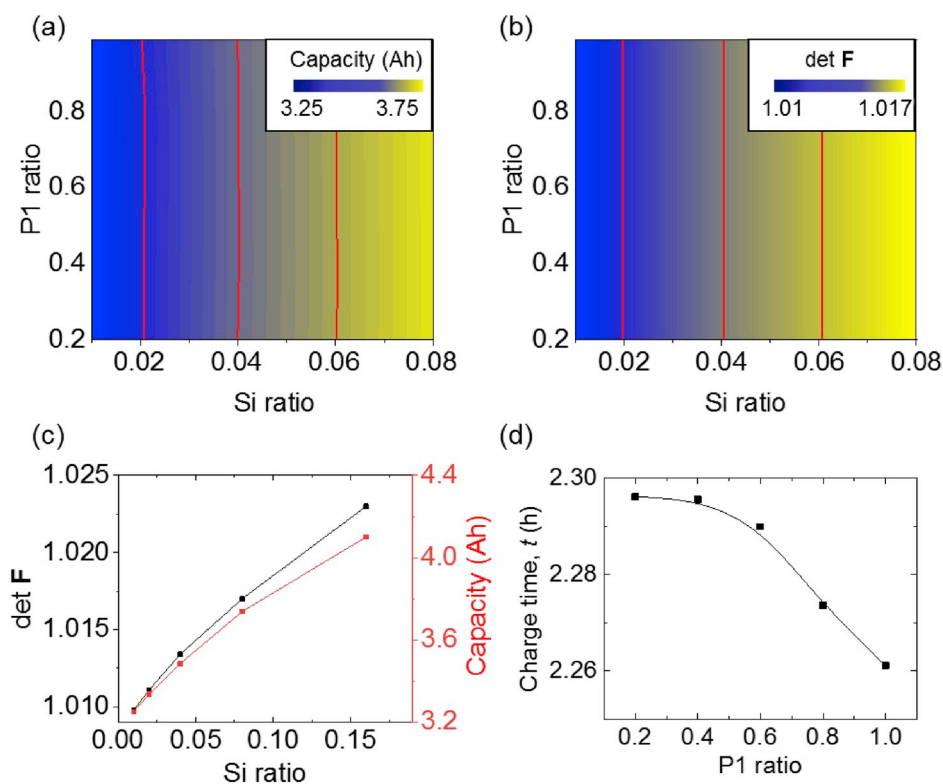 (a)
Capacity (Ah)
3.25 3.75
0.8
0.6
0.4
0.2
P1 ratio
0.02 0.04 0.06 0.08
Si ratio
(b)
det F
1.01 1.017
0.8
0.6
0.4
0.2
P1 ratio
0.02 0.04 0.06 0.08
Si ratio
(c)
1.025
1.020
1.015
1.010
det F
4.4
4.0
3.6
3.2
Capacity (Ah)
0.00 0.05 0.10 0.15
Si ratio
(d)
2.30
2.28
2.26
Charge time, t (h)
0.2 0.4 0.6 0.8 1.0
P1 ratio